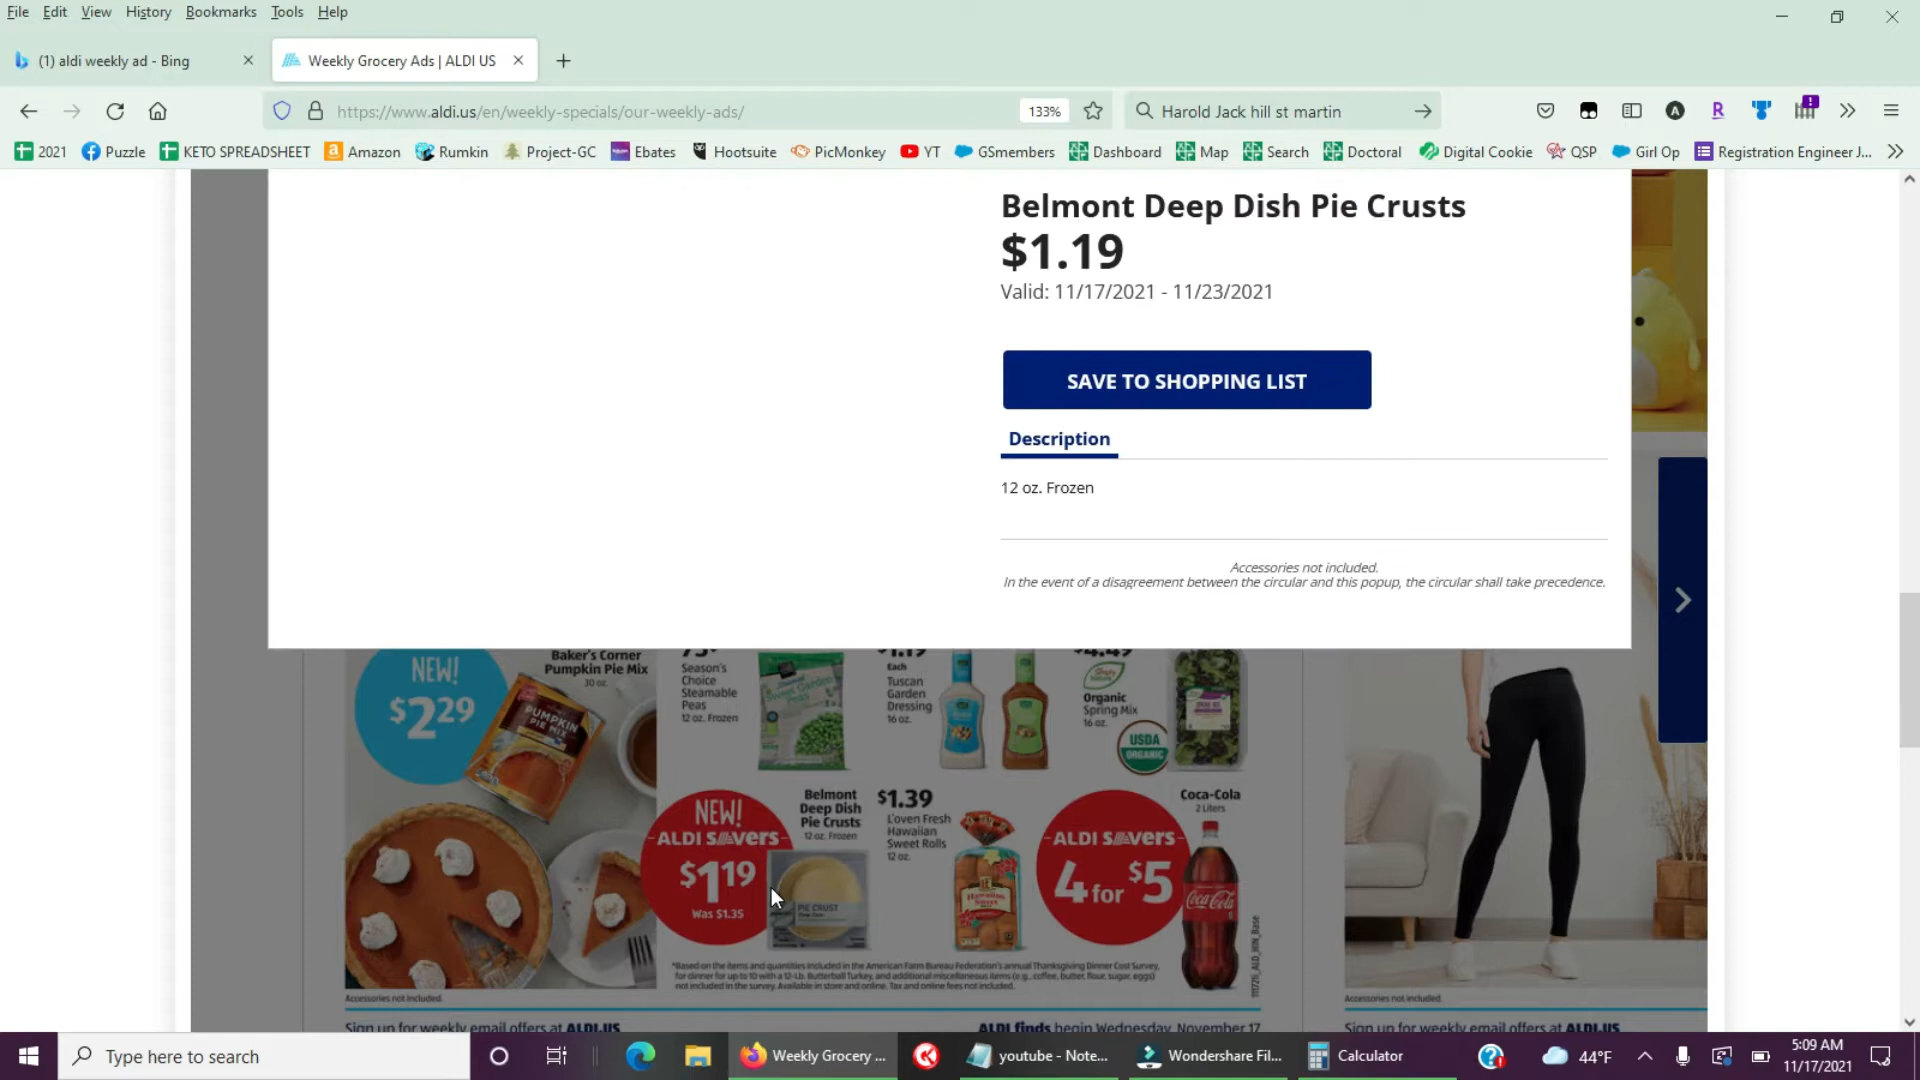 File Edit View History Bookmarks Tools Help
(1) aldi weekly ad - Bing
Weekly Grocery Ads | ALDI US
https://www.aldi.us/en/weekly-specials/our-weekly-ads/
133%
Harold Jack hill st martin
2021 Puzzle KETO SPREADSHEET Amazon Rumkin Project-GC Ebates Hootsuite PicMonkey YT GSmembers Dashboard Map Search Doctoral Digital Cookie QSP Girl Op Registration Engineer J...
Belmont Deep Dish Pie Crusts
$1.19
Valid: 11/17/2021 - 11/23/2021
SAVE TO SHOPPING LIST
Description
12 oz. Frozen
Accessories not included.
In the event of a disagreement between the circular and this popup, the circular shall take precedence.
NEW!
$2.29
Baker's Corner
Pumpkin Pie Mix
30 oz.
PUMPKIN
PIE MIX
Season's
Choice
Steamable
Peas
12 oz. Frozen
Sweet Garden
Peas
$1.19
Each
Tuscan
Garden
Dressing
16 oz.
$4.49
Simply
Nature
Organic
Spring Mix
16 oz.
USDA
ORGANIC
NEW!
ALDI SAVERS
$1.19
Was $1.35
Belmont
Deep Dish
Pie Crusts
12 oz. Frozen
PIE CRUST
$1.39
L'oven Fresh
Hawaiian
Sweet Rolls
12 oz.
Hawaiian
Sweet Rolls
ALDI SAVERS
4 for $5
Coca-Cola
2 Liters
Coca-Cola
*Based on the items and quantities included in the American Farm Bureau Federation's annual Thanksgiving Dinner Cost Survey,
for dinner for up to 10 with a 12-Lb. Butterball Turkey, and additional miscellaneous items (e.g., coffee, butter, flour, sugar, eggs)
not included in the survey. Available in store and online. Tax and online fees not included.
Accessories not included.
Accessories not included.
Sign up for weekly email offers at ALDI.US
ALDI finds begin Wednesday, November 17
Sign up for weekly email offers at ALDI.US
Type here to search
Weekly Grocery ...
youtube - Note...
Wondershare Fil...
Calculator
44°F
5:09 AM
11/17/2021